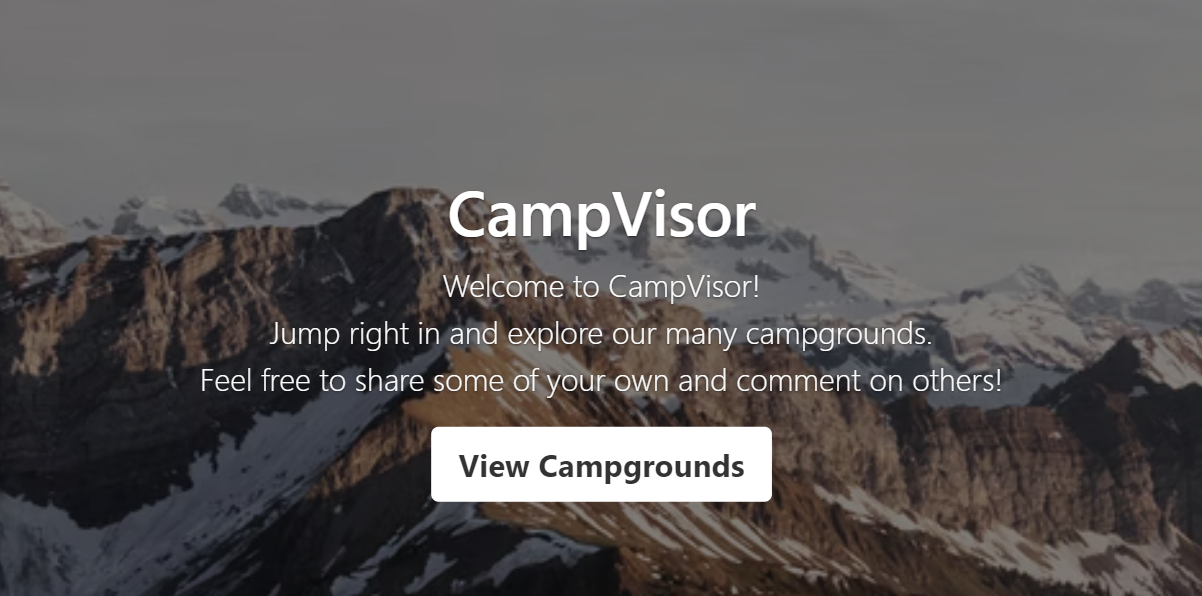 CampVisor
Welcome to CampVisor!
Jump right in and explore our many campgrounds.
Feel free to share some of your own and comment on others!
View Campgrounds